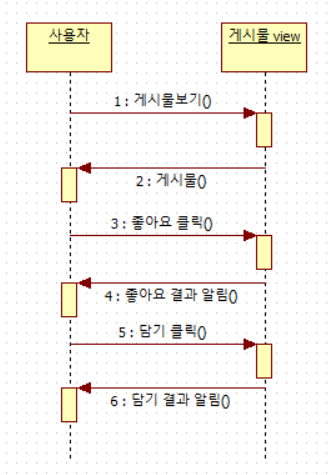 사용자
게시물 view
1 : 게시물보기()
2 : 게시물()
3 : 좋아요 클릭()
4 : 좋아요 결과 알림()
5 : 담기 클릭()
6 : 담기 결과 알림()